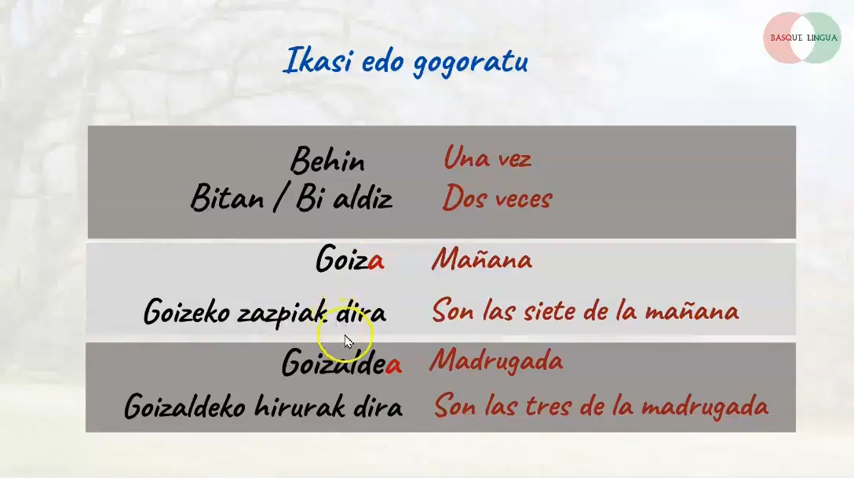 BASQUE LINGUA
Ikasi edo gogoratu
Behin Una vez
Bitan / Bi aldiz Dos veces
Goiza Mañana
Goizeko zazpiak dira Son las siete de la mañana
Goizaldea Madrugada
Goizaldeko hirurak dira Son las tres de la madrugada